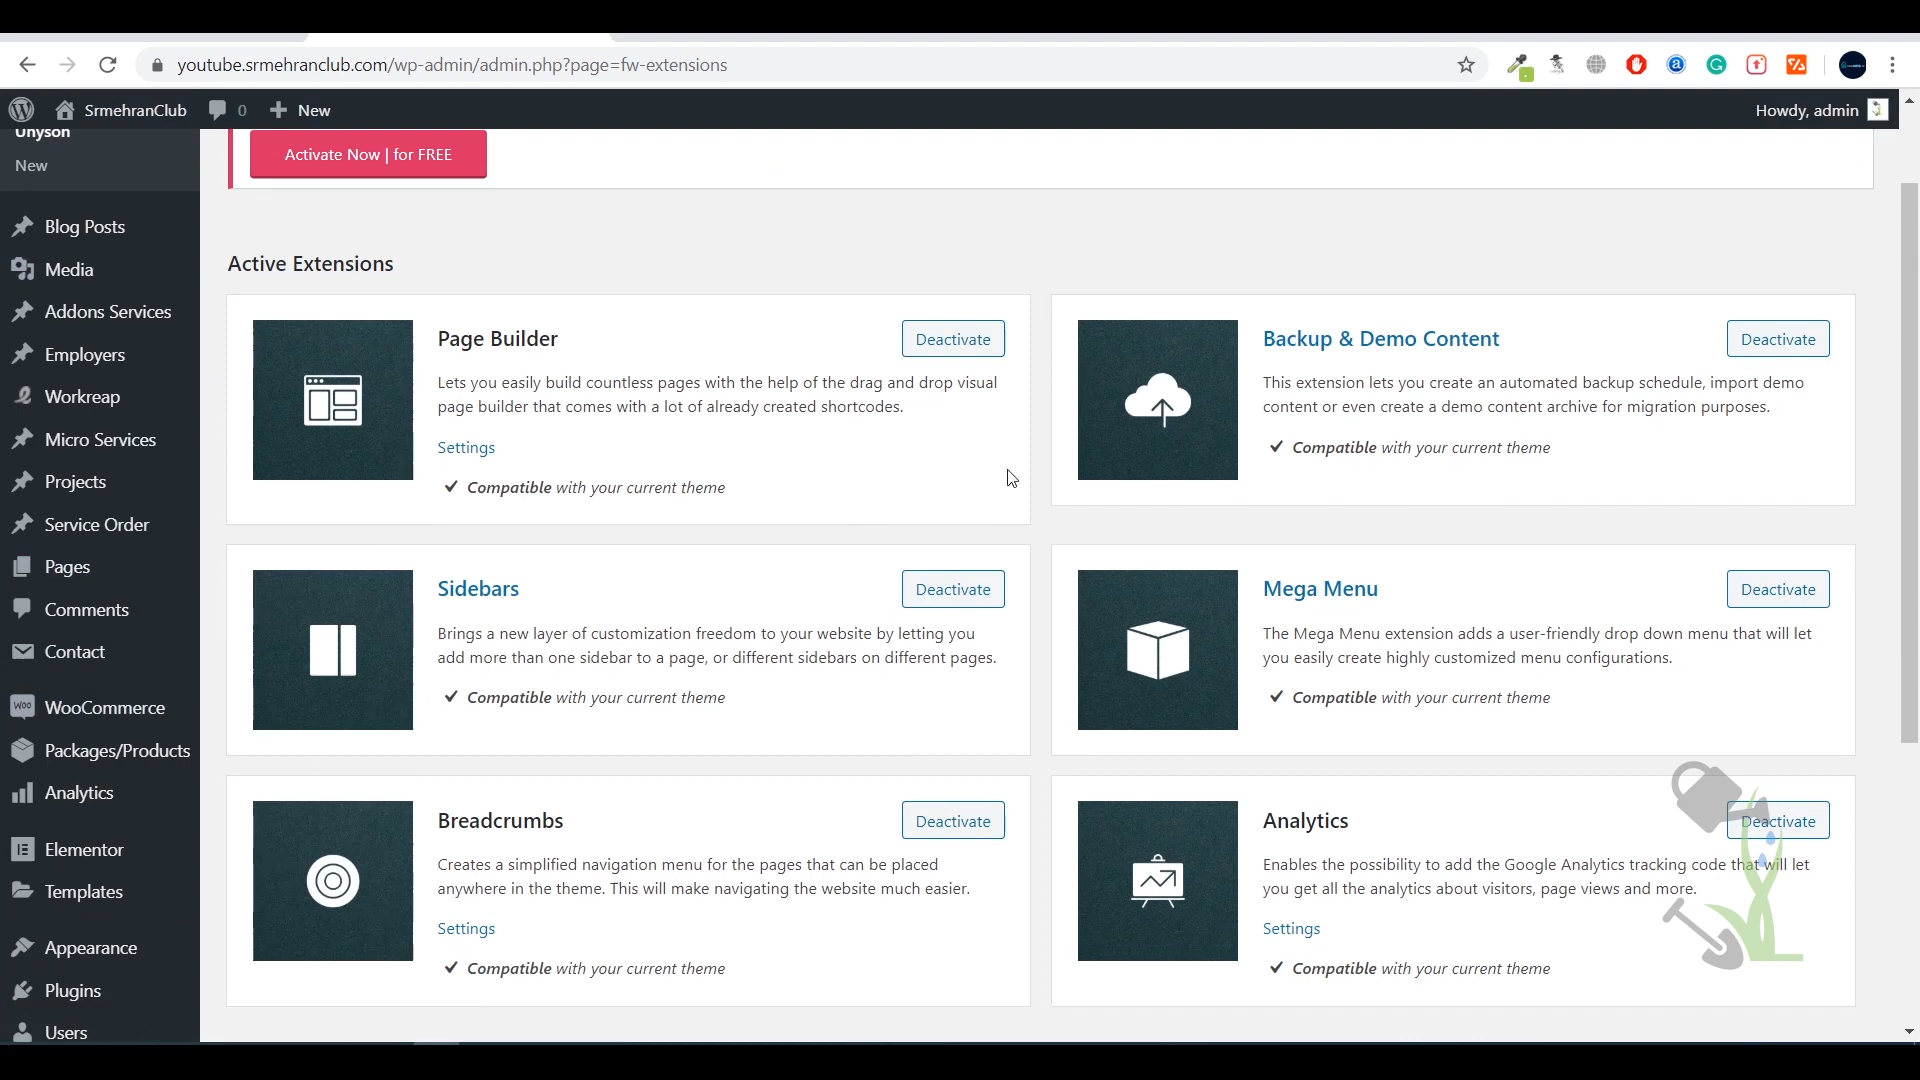 youtube.srmehranclub.com/wp-admin/admin.php?page=fw-extensions
SrmehranClub 0 New Howdy, admin
Unyson
New
Blog Posts
Media
Addons Services
Employers
Workreap
Micro Services
Projects
Service Order
Pages
Comments
Contact
WooCommerce
Packages/Products
Analytics
Elementor
Templates
Appearance
Plugins
Users
Activate Now | for FREE
Active Extensions
Page Builder
Deactivate
Lets you easily build countless pages with the help of the drag and drop visual
page builder that comes with a lot of already created shortcodes.
Settings
Compatible with your current theme
Backup & Demo Content
Deactivate
This extension lets you create an automated backup schedule, import demo
content or even create a demo content archive for migration purposes.
Compatible with your current theme
Sidebars
Deactivate
Brings a new layer of customization freedom to your website by letting you
add more than one sidebar to a page, or different sidebars on different pages.
Compatible with your current theme
Mega Menu
Deactivate
The Mega Menu extension adds a user-friendly drop down menu that will let
you easily create highly customized menu configurations.
Compatible with your current theme
Breadcrumbs
Deactivate
Creates a simplified navigation menu for the pages that can be placed
anywhere in the theme. This will make navigating the website much easier.
Settings
Compatible with your current theme
Analytics
Deactivate
Enables the possibility to add the Google Analytics tracking code that will let
you get all the analytics about visitors, page views and more.
Settings
Compatible with your current theme